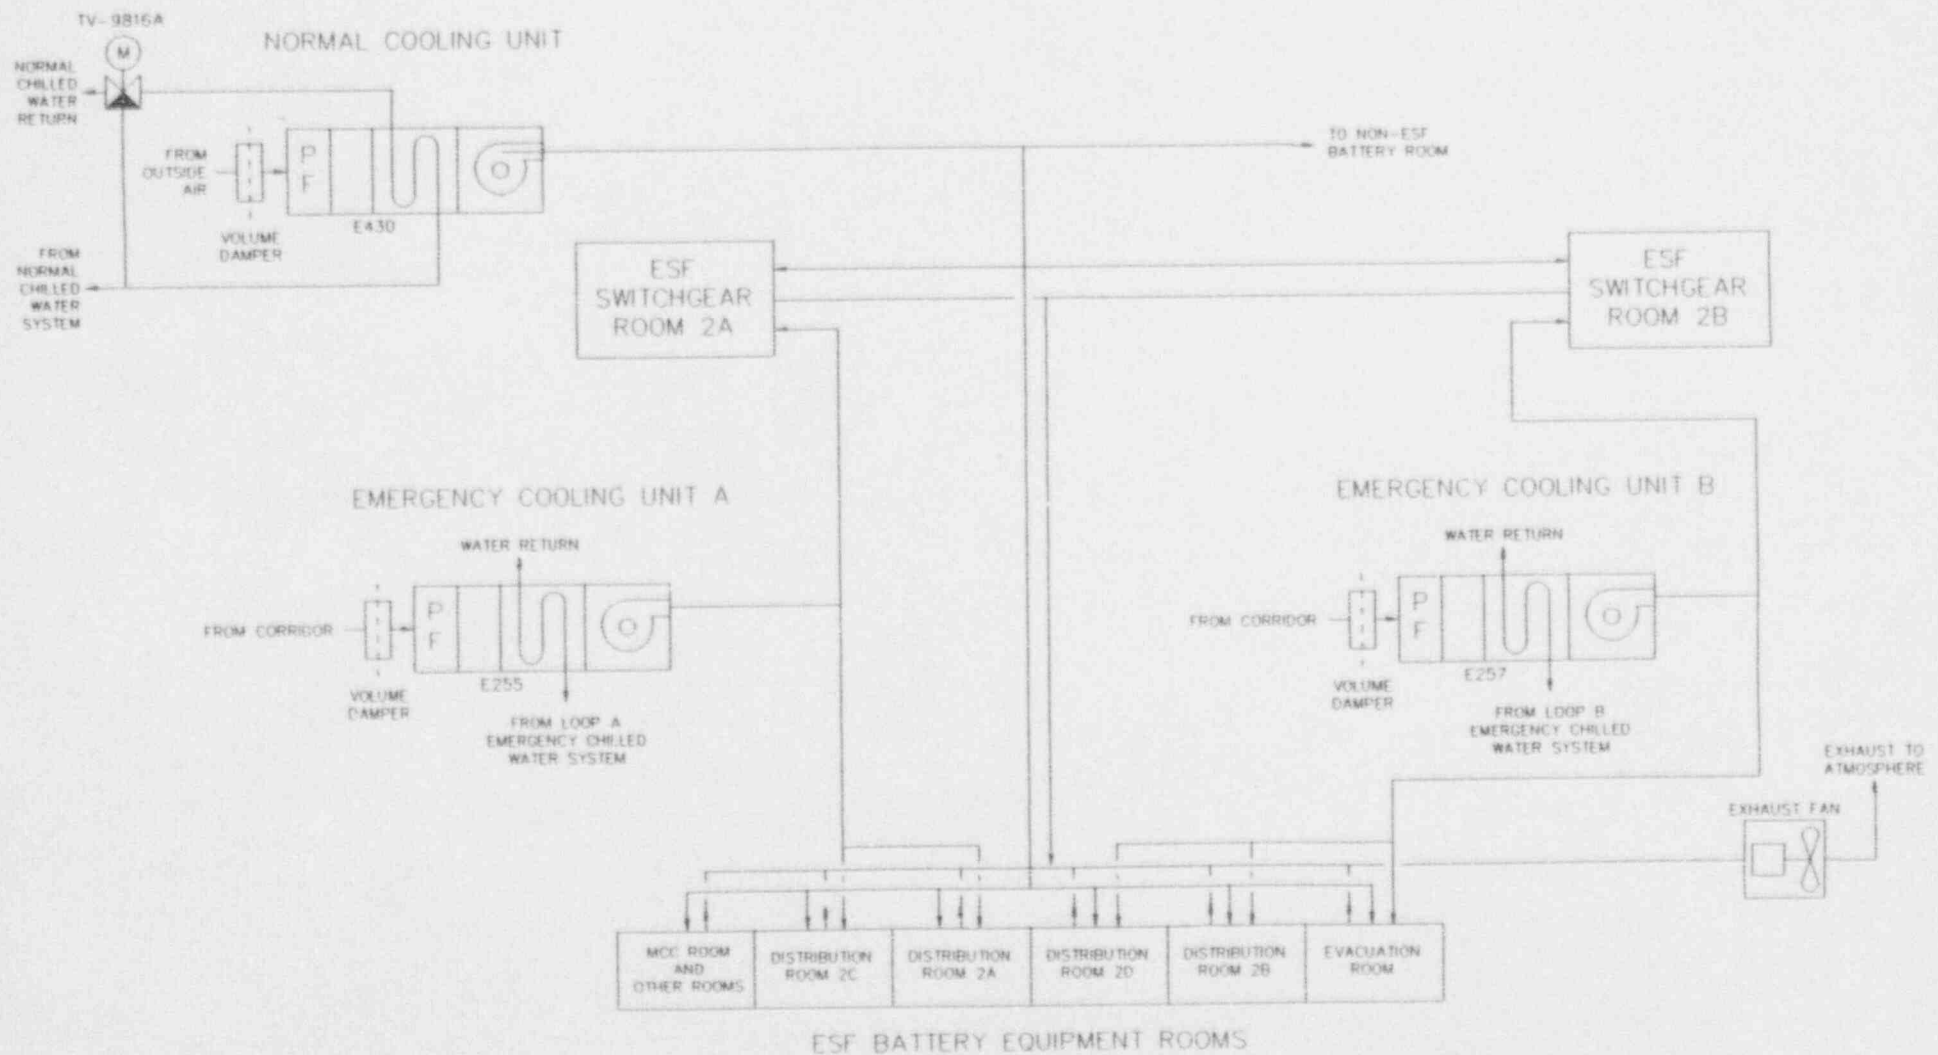 TV-9816A
M
NORMAL COOLING UNIT
NORMAL
CHILLED
WATER
RETURN
FROM
OUTSIDE
AIR
P
F
E430
VOLUME
DAMPER
TO NON-ESF
BATTERY ROOM
FROM
NORMAL
CHILLED
WATER
SYSTEM
ESF
SWITCHGEAR
ROOM 2A
ESF
SWITCHGEAR
ROOM 2B
EMERGENCY COOLING UNIT A
WATER RETURN
FROM CORRIDOR
P
F
E255
VOLUME
DAMPER
FROM LOOP A
EMERGENCY CHILLED
WATER SYSTEM
EMERGENCY COOLING UNIT B
WATER RETURN
FROM CORRIDOR
P
F
E257
VOLUME
DAMPER
FROM LOOP B
EMERGENCY CHILLED
WATER SYSTEM
EXHAUST TO
ATMOSPHERE
EXHAUST FAN
MCC ROOM
AND
OTHER ROOMS
DISTRIBUTION
ROOM 2C
DISTRIBUTION
ROOM 2A
DISTRIBUTION
ROOM 2D
DISTRIBUTION
ROOM 2B
EVACUATION
ROOM
ESF BATTERY EQUIPMENT ROOMS